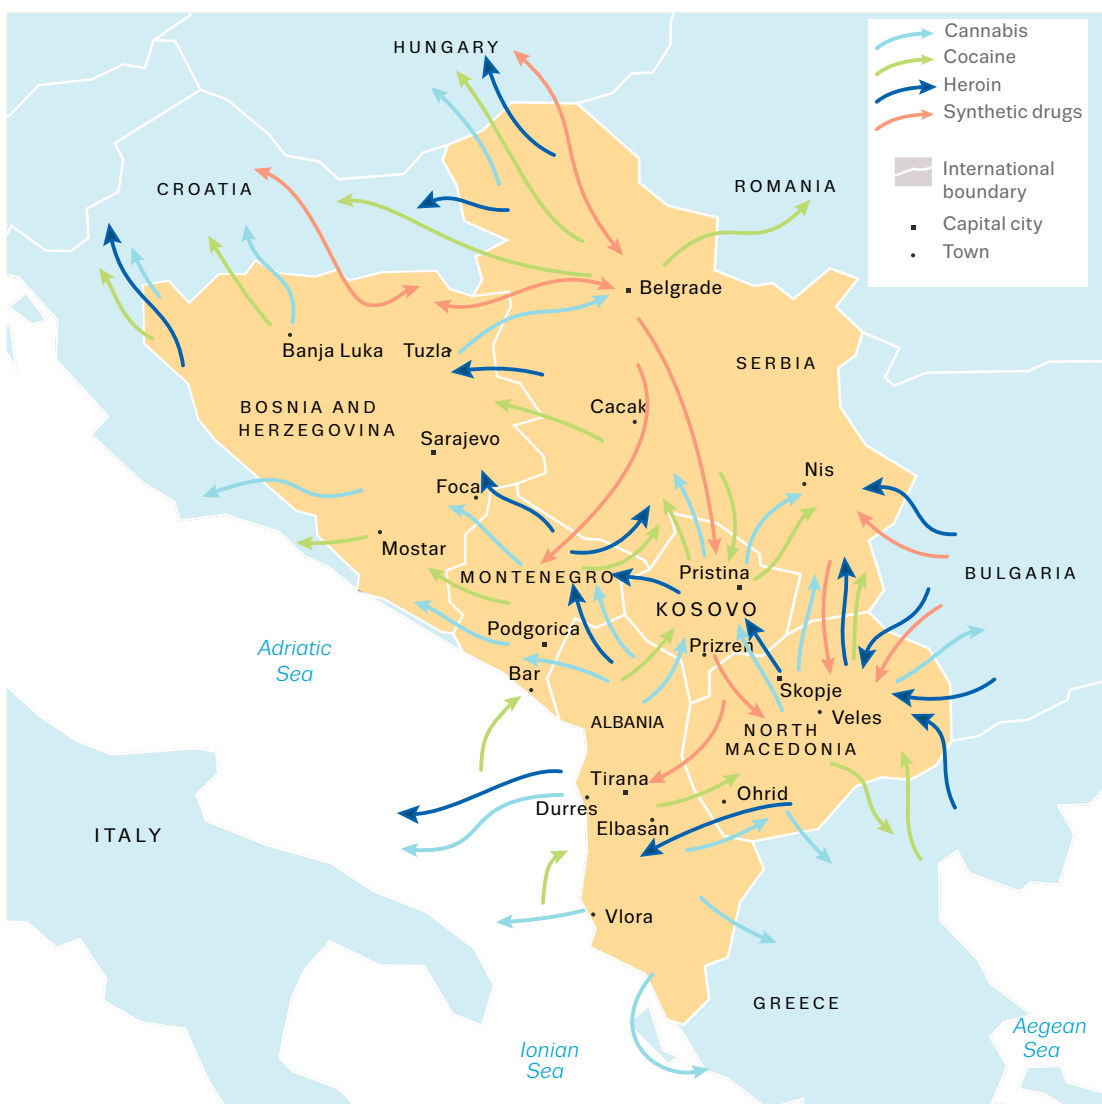 HUNGARY
Cannabis
Cocaine
Heroin
Synthetic drugs
International
boundary
Capital city
Town
CROATIA
ROMANIA
Belgrade
Banja Luka
Tuzla
SERBIA
BOSNIA AND
HERZEGOVINA
Cacak
Sarajevo
Nis
Foca
Mostar
MONTENEGRO
Pristina
BULGARIA
KOSOVO
Podgorica
Prizren
Adriatic
Sea
Bar
Skopje
Veles
ALBANIA
NORTH
MACEDONIA
Tirana
Ohrid
Durres
Elbasan
ITALY
Vlora
GREECE
Ionian
Sea
Aegean
Sea